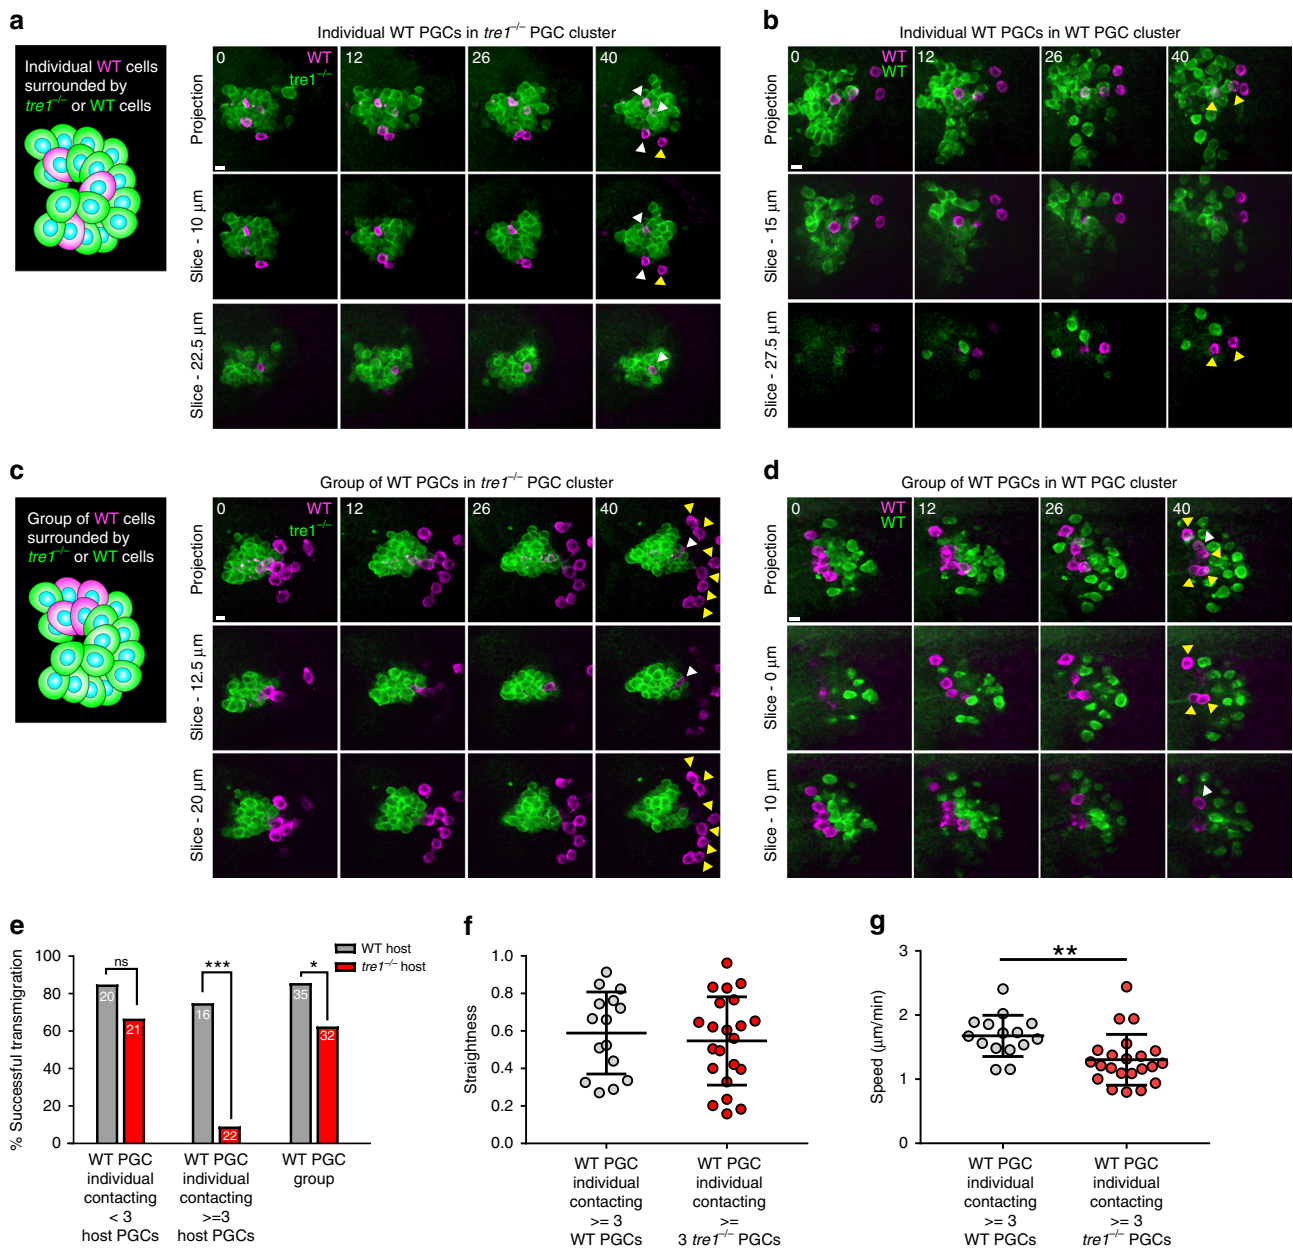 a
Individual WT PGCs in tre1−/− PGC cluster
Individual WT cells
surrounded by
tre1−/− or WT cells
0
WT
tre1−/−
12
26
40
Projection
Slice - 10 µm
Slice - 22.5 µm
b
Individual WT PGCs in WT PGC cluster
0
WT
WT
12
26
40
Projection
Slice - 15 µm
Slice - 27.5 µm
c
Group of WT PGCs in tre1−/− PGC cluster
Group of WT cells
surrounded by
tre1−/− or WT cells
0
WT
tre1−/−
12
26
40
Projection
Slice - 12.5 µm
Slice - 20 µm
d
Group of WT PGCs in WT PGC cluster
0
WT
WT
12
26
40
Projection
Slice - 0 µm
Slice - 10 µm
e
% Successful transmigration
100
80
60
40
20
0
ns
***
*
WT host
tre1−/− host
20
21
16
22
35
32
WT PGC
individual
contacting
< 3
host PGCs
WT PGC
individual
contacting
>=3
host PGCs
WT PGC
group
f
Straightness
1.0
0.8
0.6
0.4
0.2
0.0
WT PGC
individual
contacting
>= 3
WT PGCs
WT PGC
individual
contacting
>=
3 tre1−/− PGCs
g
Speed (µm/min)
3
2
1
0
**
WT PGC
individual
contacting
>= 3
WT PGCs
WT PGC
individual
contacting
>= 3
tre1−/− PGCs